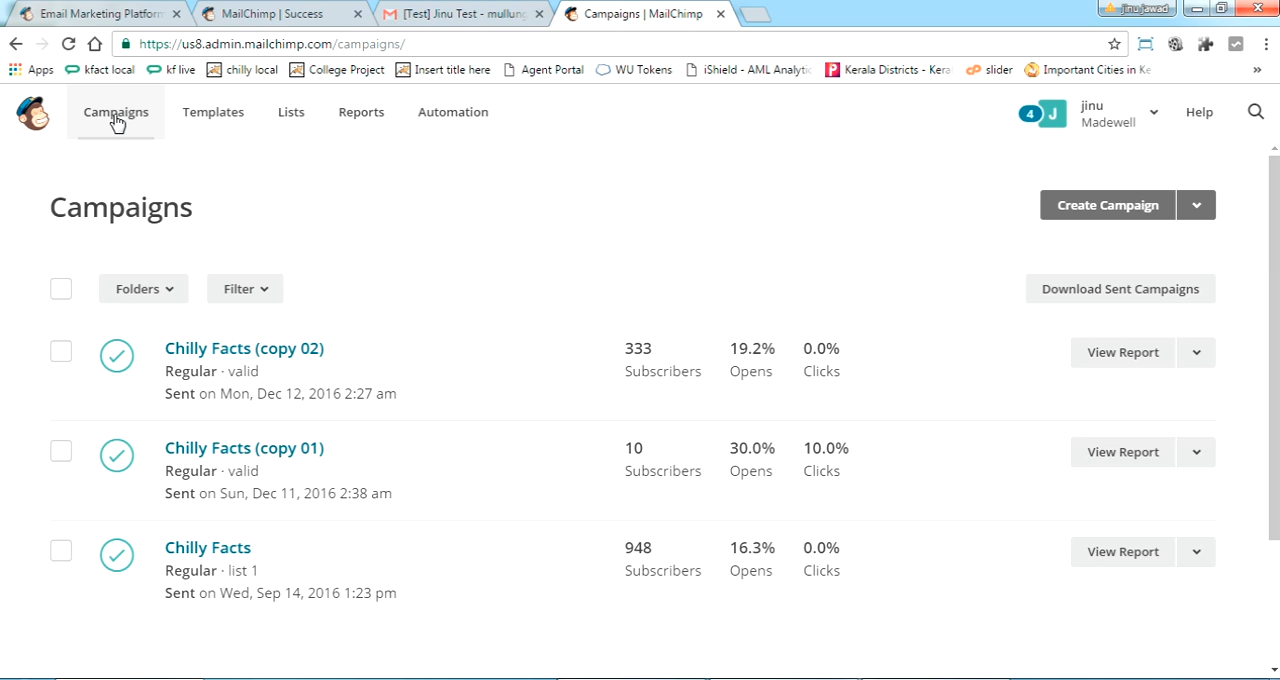 Email Marketing Platform
MailChimp | Success
[Test] Jinu Test - mullung
Campaigns | MailChimp
jinu jawad
https://us8.admin.mailchimp.com/campaigns/
Apps
kfact local
kf live
chilly local
College Project
Insert title here
Agent Portal
WU Tokens
iShield - AML Analytic
Kerala Districts - Kera
slider
Important Cities in Ke
»
Campaigns
Templates
Lists
Reports
Automation
4
J
jinu
Madewell
Help
Campaigns
Create Campaign
Folders
Filter
Download Sent Campaigns
Chilly Facts (copy 02)
Regular · valid
Sent on Mon, Dec 12, 2016 2:27 am
333
Subscribers
19.2%
Opens
0.0%
Clicks
View Report
Chilly Facts (copy 01)
Regular · valid
Sent on Sun, Dec 11, 2016 2:38 am
10
Subscribers
30.0%
Opens
10.0%
Clicks
View Report
Chilly Facts
Regular · list 1
Sent on Wed, Sep 14, 2016 1:23 pm
948
Subscribers
16.3%
Opens
0.0%
Clicks
View Report